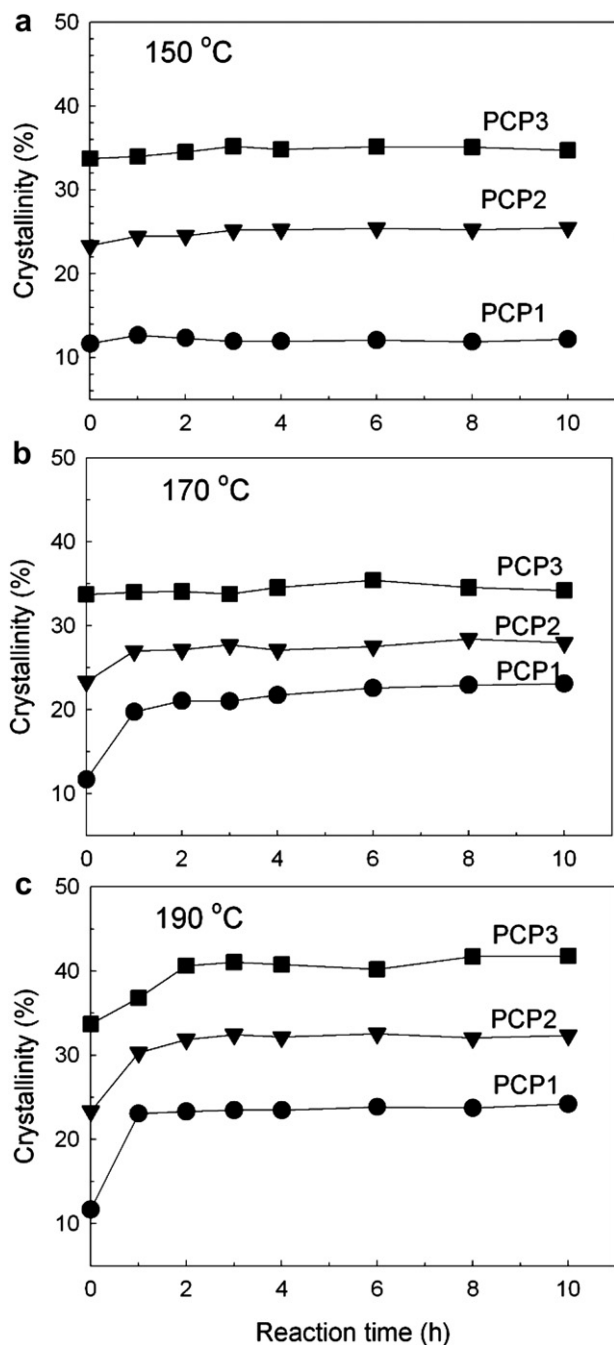 a
150 °C
50
40
30
20
10
Crystallinity (%)
PCP3
PCP2
PCP1
0 2 4 6 8 10
b
170 °C
50
40
30
20
10
Crystallinity (%)
PCP3
PCP2
PCP1
0 2 4 6 8 10
c
190 °C
50
40
30
20
10
Crystallinity (%)
PCP3
PCP2
PCP1
0 2 4 6 8 10
Reaction time (h)